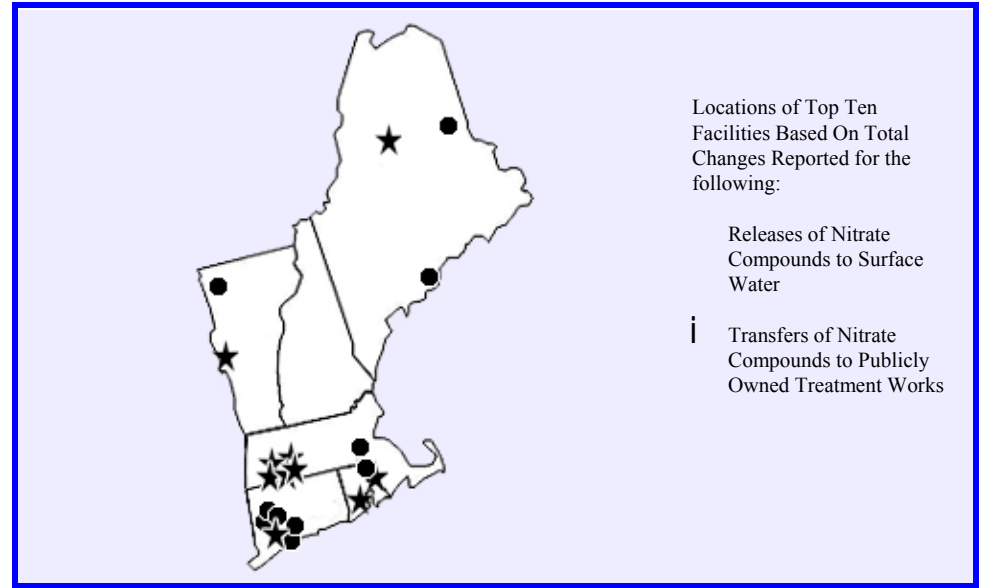 Locations of Top Ten
Facilities Based On Total
Changes Reported for the
following:
Releases of Nitrate
Compounds to Surface
Water
i Transfers of Nitrate
Compounds to Publicly
Owned Treatment Works